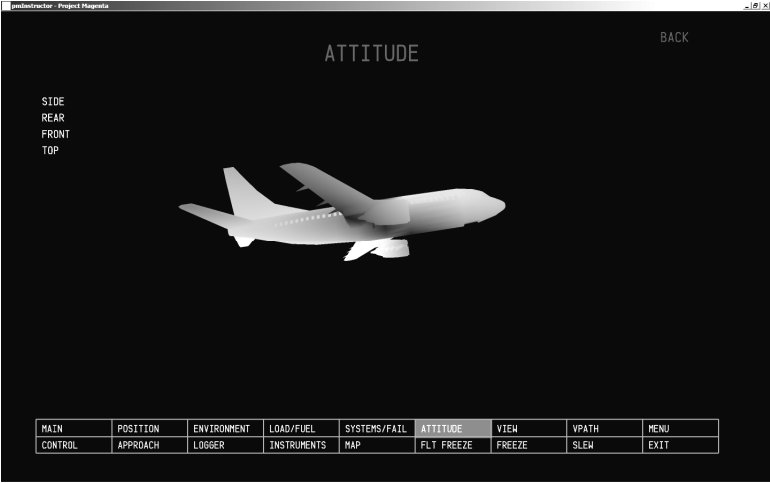 pmInstructor - Project Magenta
BACK
ATTITUDE
SIDE
REAR
FRONT
TOP
MAIN POSITION ENVIRONMENT LOAD/FUEL SYSTEMS/FAIL ATTITUDE VIEW VPATH MENU
CONTROL APPROACH LOGGER INSTRUMENTS MAP FLT FREEZE FREEZE SLEW EXIT